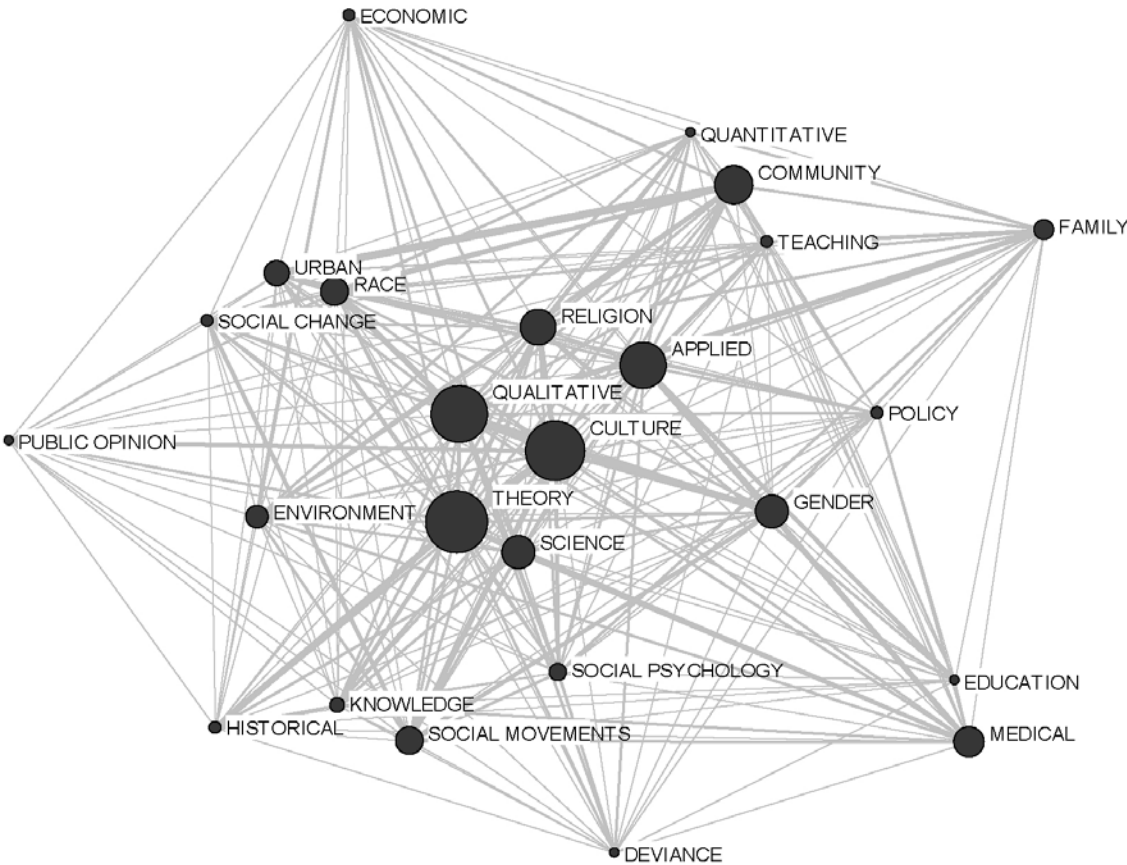 ECONOMIC
QUANTITATIVE
COMMUNITY
FAMILY
TEACHING
URBAN
RACE
SOCIAL CHANGE
RELIGION
APPLIED
QUALITATIVE
POLICY
CULTURE
PUBLIC OPINION
THEORY
GENDER
ENVIRONMENT
SCIENCE
SOCIAL PSYCHOLOGY
EDUCATION
KNOWLEDGE
HISTORICAL
SOCIAL MOVEMENTS
MEDICAL
DEVIANCE